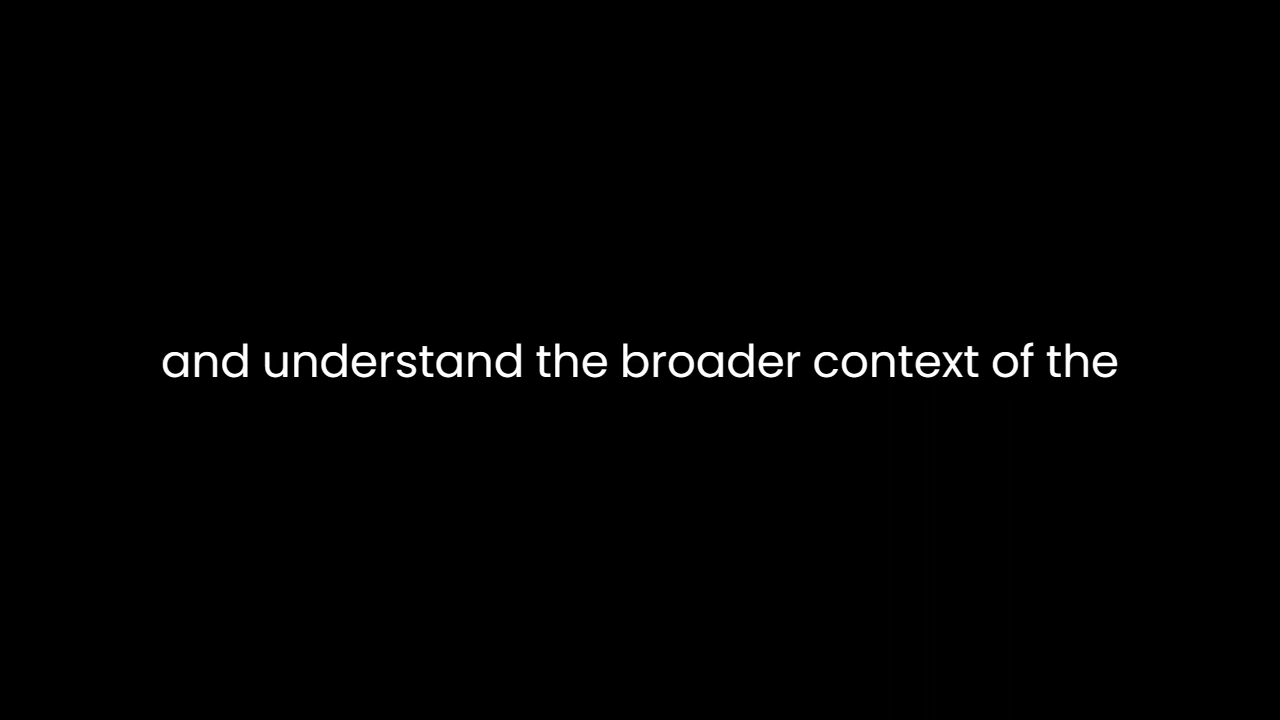 and understand the broader context of the